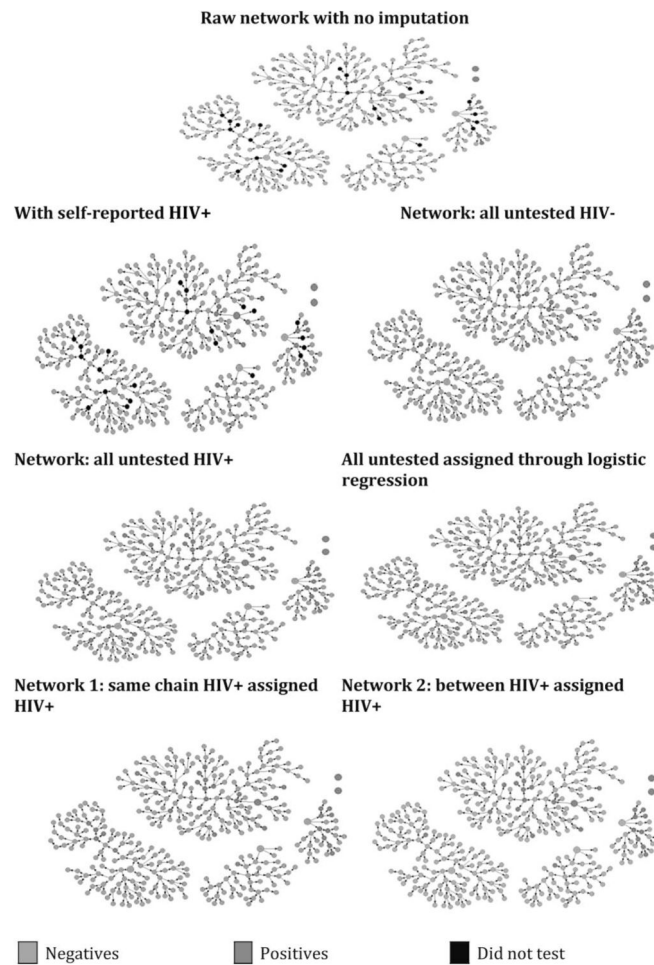 Raw network with no imputation
With self-reported HIV+
Network: all untested HIV-
Network: all untested HIV+
All untested assigned through logistic
regression
Network 1: same chain HIV+ assigned
HIV+
Network 2: between HIV+ assigned
HIV+
Negatives
Positives
Did not test